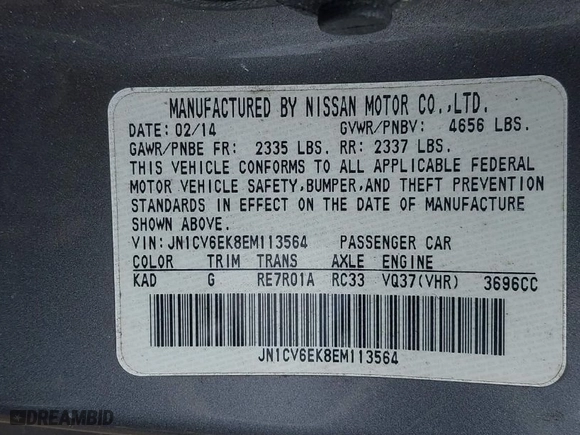 MANUFACTURED BY NISSAN MOTOR CO.,LTD.
DATE: 02/14 GVWR/PNBV: 4656 LBS.
GAWR/PNBE FR: 2335 LBS. RR: 2337 LBS.
THIS VEHICLE CONFORMS TO ALL APPLICABLE FEDERAL
MOTOR VEHICLE SAFETY,BUMPER,AND THEFT PREVENTION
STANDARDS IN EFFECT ON THE DATE OF MANUFACTURE
SHOWN ABOVE.
VIN: JN1CV6EK8EM113564 PASSENGER CAR
COLOR TRIM TRANS AXLE ENGINE
KAD G RE7R01A RC33 VQ37(VHR) 3696CC
JN1CV6EK8EM113564
DREAMBID